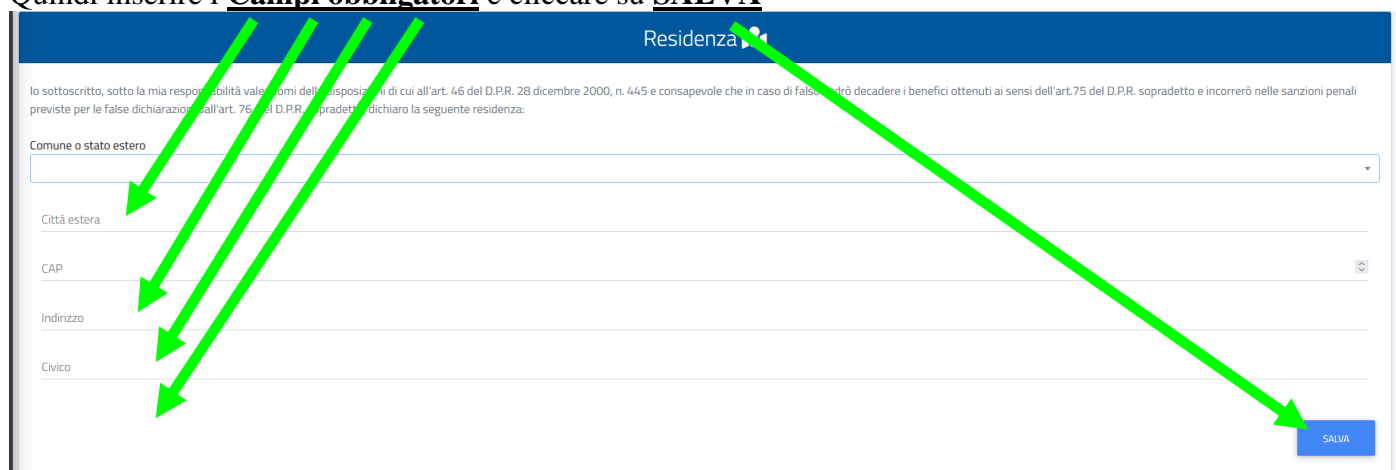 Quindi inserire i Campi obbligatori e cliccare su SALVA
Residenza
Io sottoscritto, sotto la mia responsabilità valendomi delle disposizioni di cui all'art. 46 del D.P.R. 28 dicembre 2000, n. 445 e consapevole che in caso di falso potrò decadere i benefici ottenuti ai sensi dell'art.75 del D.P.R. sopradetto e incorrerò nelle sanzioni penali
previste per le false dichiarazioni dall'art. 76 del D.P.R. sopradetto, dichiaro la seguente residenza:
Comune o stato estero
Città estera
CAP
Indirizzo
Civico
SALVA